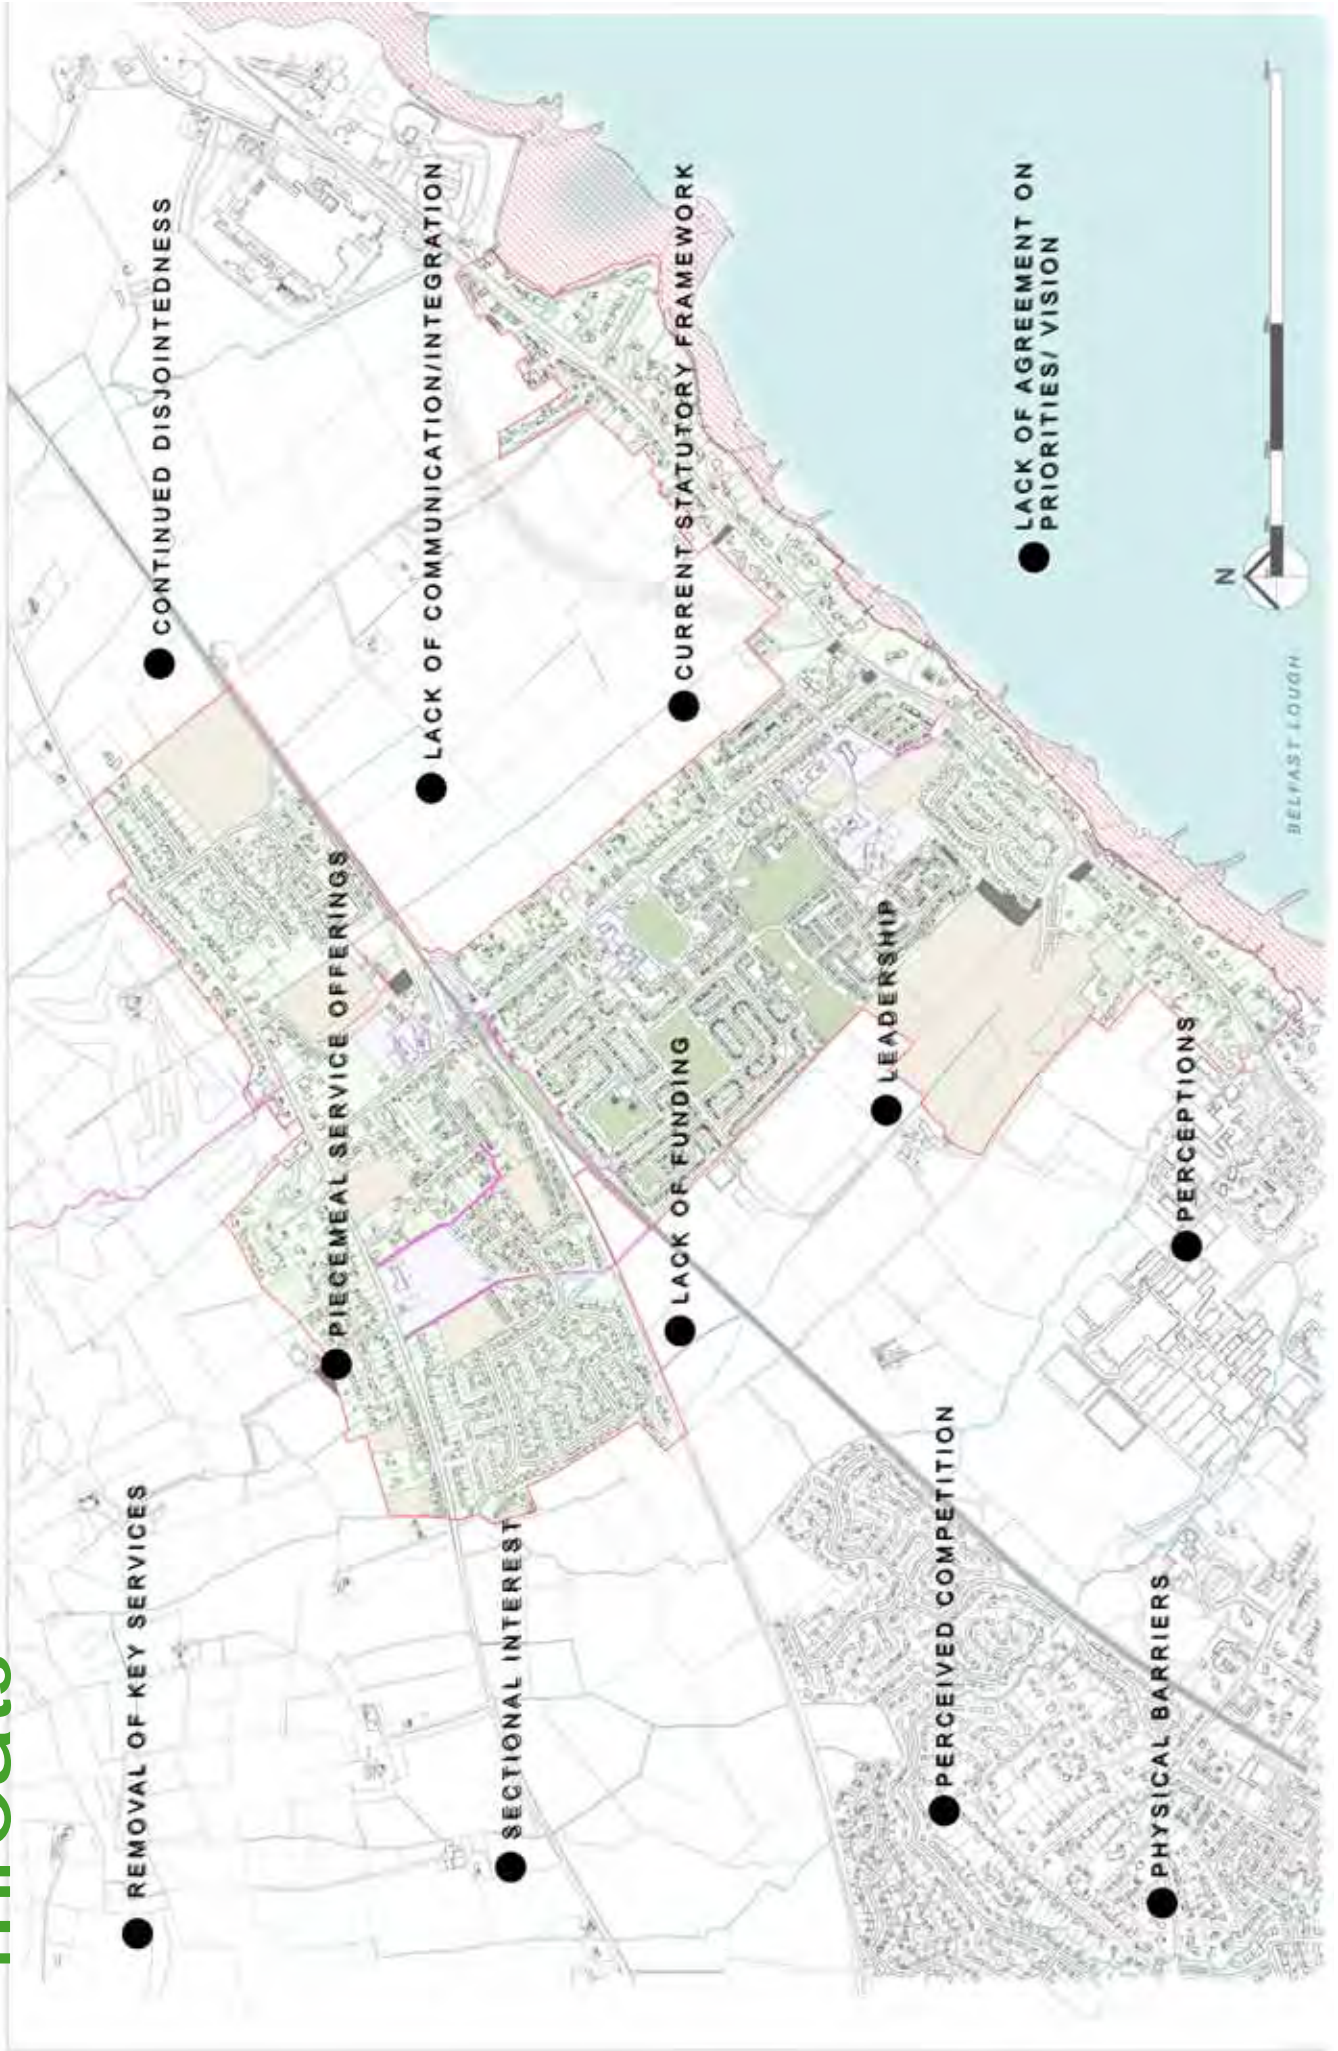 Threats
REMOVAL OF KEY SERVICES
CONTINUED DISJOINTEDNESS
PIECEMEAL SERVICE OFFERINGS
LACK OF COMMUNICATION/INTEGRATION
SECTIONAL INTEREST
LACK OF FUNDING
CURRENT STATUTORY FRAMEWORK
LEADERSHIP
PERCEIVED COMPETITION
LACK OF AGREEMENT ON
PRIORITIES/ VISION
PHYSICAL BARRIERS
PERCEPTIONS
N
BELFAST LOUGH